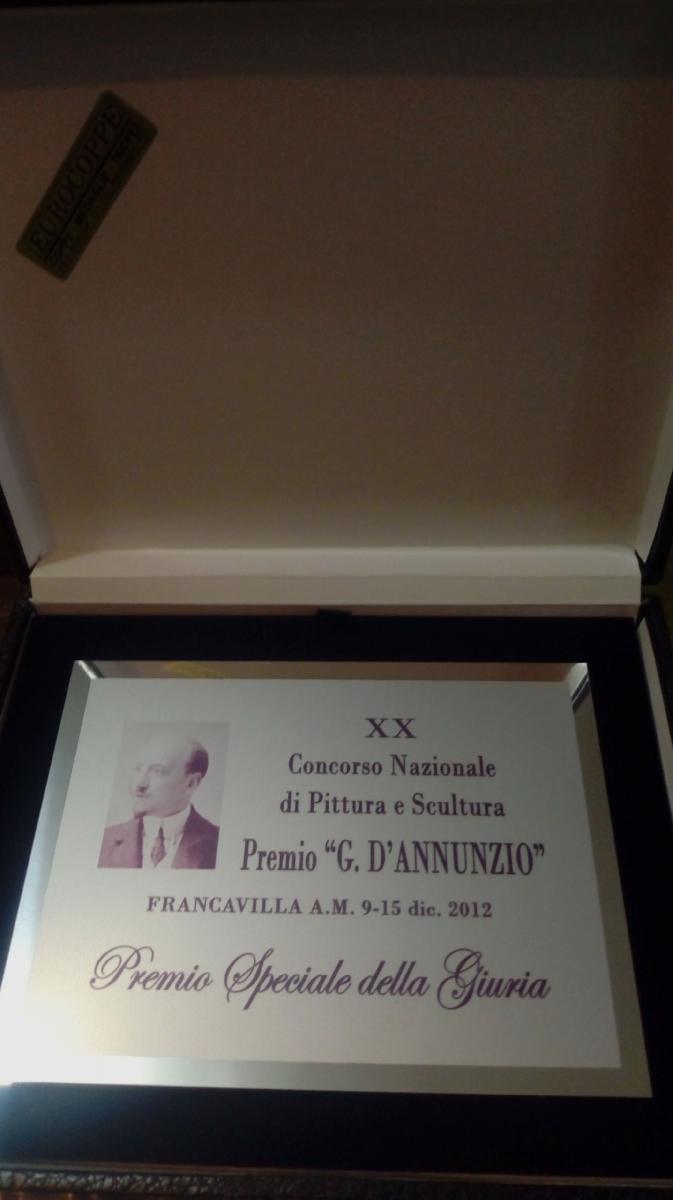 EUROCOPPE
XX
Concorso Nazionale
di Pittura e Scultura
Premio “G. D’ANNUNZIO”
FRANCAVILLA A.M. 9-15 dic. 2012
Premio Speciale della Giuria